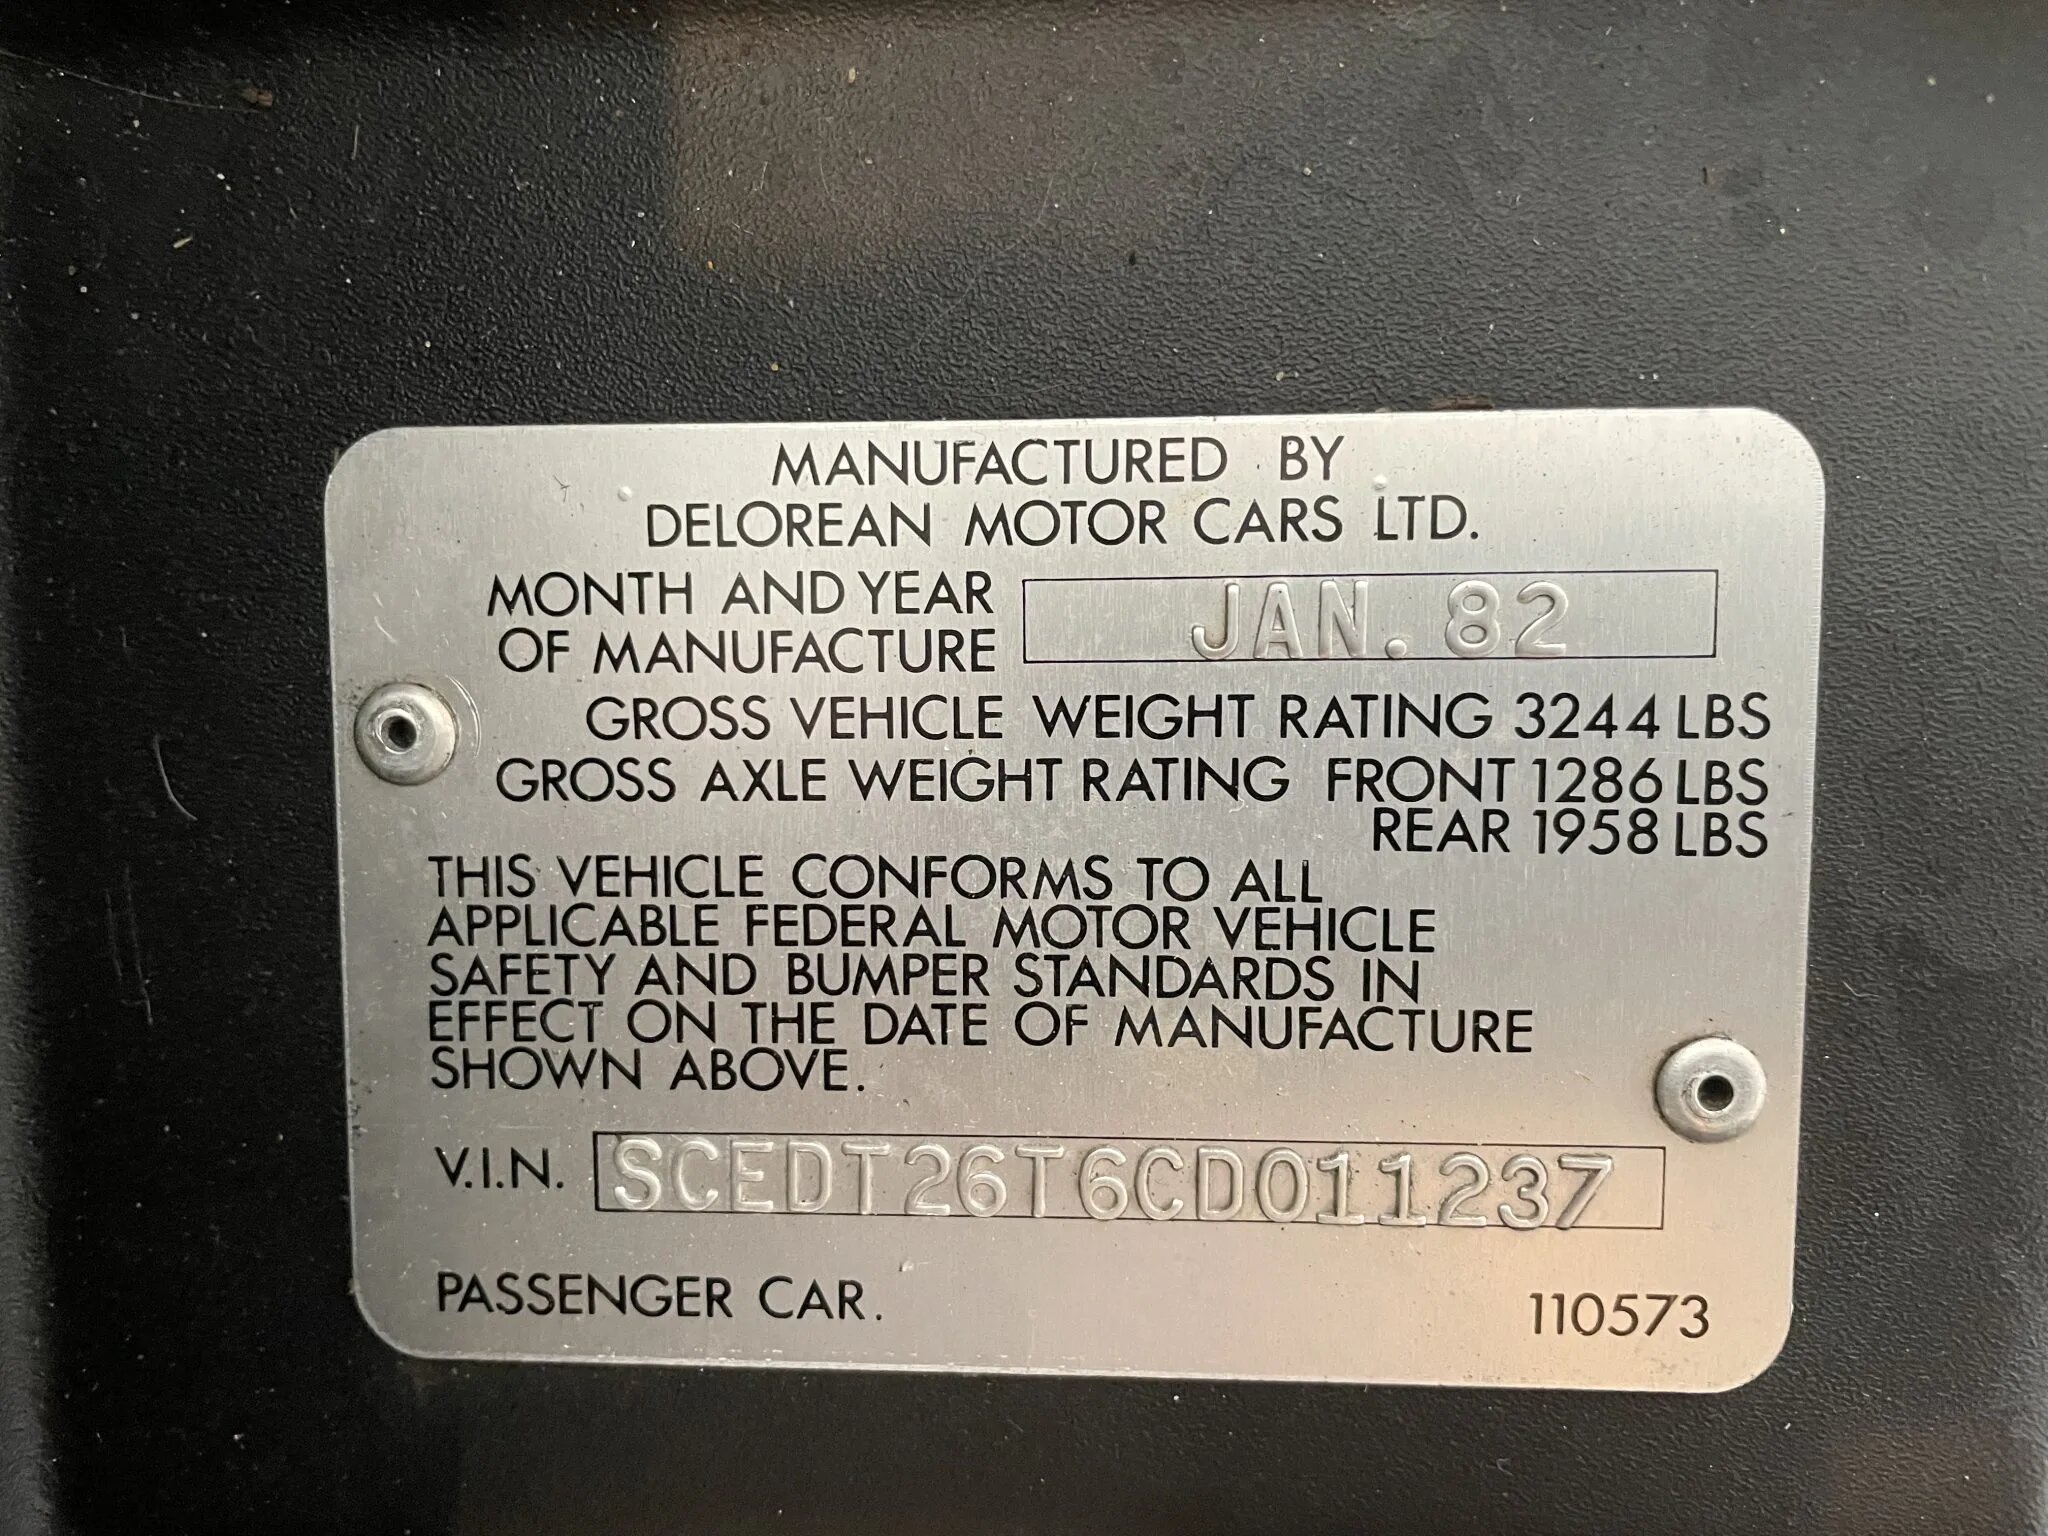 MANUFACTURED BY
DELOREAN MOTOR CARS LTD.
MONTH AND YEAR
OF MANUFACTURE JAN. 82
GROSS VEHICLE WEIGHT RATING 3244 LBS
GROSS AXLE WEIGHT RATING FRONT 1286 LBS
REAR 1958 LBS
THIS VEHICLE CONFORMS TO ALL
APPLICABLE FEDERAL MOTOR VEHICLE
SAFETY AND BUMPER STANDARDS IN
EFFECT ON THE DATE OF MANUFACTURE
SHOWN ABOVE.
V.I.N. SCEDT26T6CD011237
PASSENGER CAR. 110573